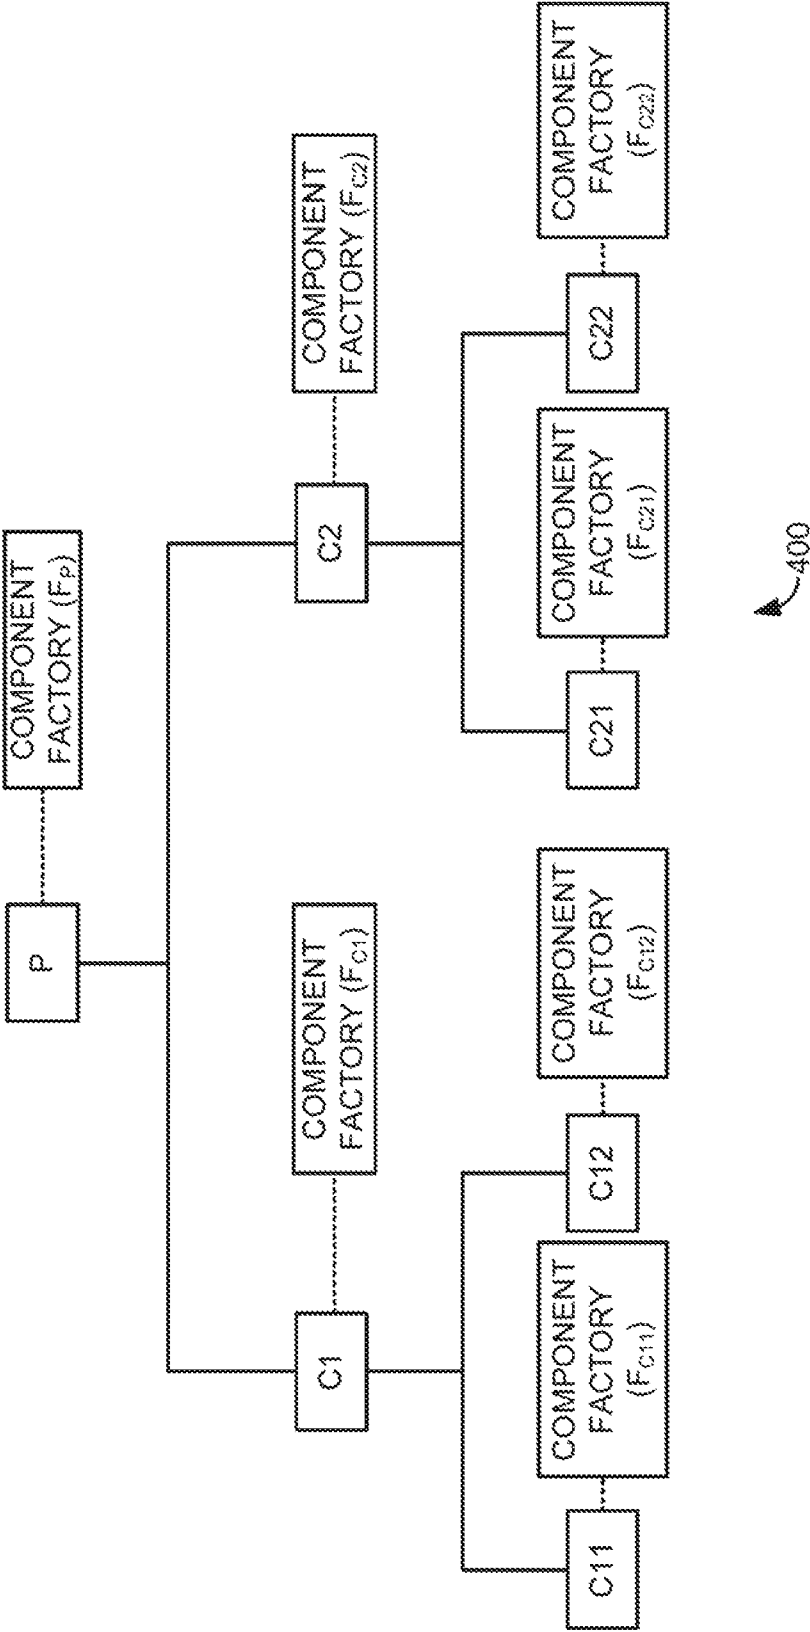 P
COMPONENT
FACTORY (FP)
C1
COMPONENT
FACTORY (FC1)
C2
COMPONENT
FACTORY (FC2)
C11
COMPONENT
FACTORY
(FC11)
C12
COMPONENT
FACTORY
(FC12)
C21
COMPONENT
FACTORY
(FC21)
C22
COMPONENT
FACTORY
(FC22)
400